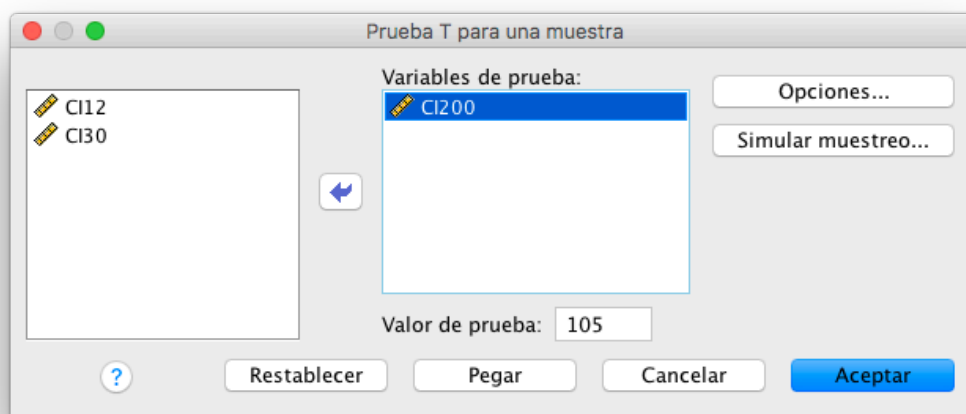 Prueba T para una muestra
CI12
CI30
Variables de prueba:
CI200
Opciones...
Simular muestreo...
Valor de prueba: 105
? Restablecer Pegar Cancelar Aceptar